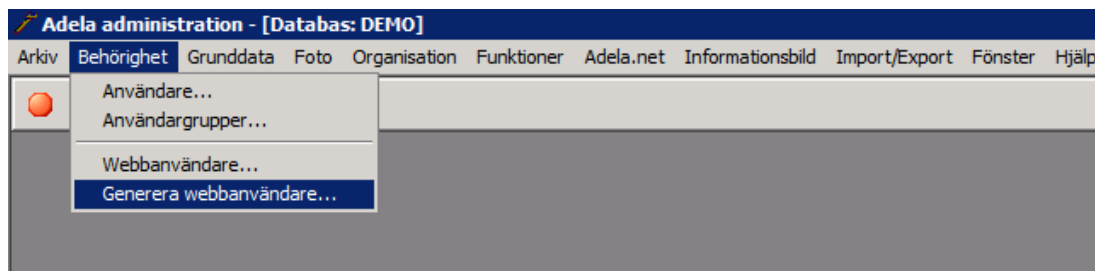 Adela administration - [Databas: DEMO]
Arkiv Behörighet Grunddata Foto Organisation Funktioner Adela.net Informationsbild Import/Export Fönster Hjälp
Användare...
Användargrupper...
Webbanvändare...
Generera webbanvändare...